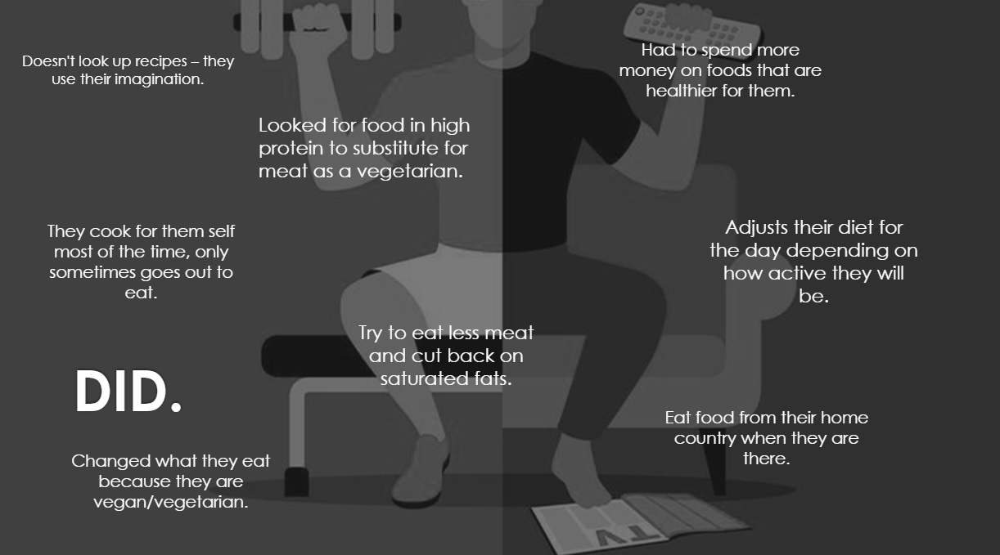 Doesn't look up recipes – they
use their imagination.
Had to spend more
money on foods that are
healthier for them.
Looked for food in high
protein to substitute for
meat as a vegetarian.
They cook for them self
most of the time, only
sometimes goes out to
eat.
Adjusts their diet for
the day depending on
how active they will
be.
Try to eat less meat
and cut back on
saturated fats.
DID.
Eat food from their home
country when they are
there.
Changed what they eat
because they are
vegan/vegetarian.
TV